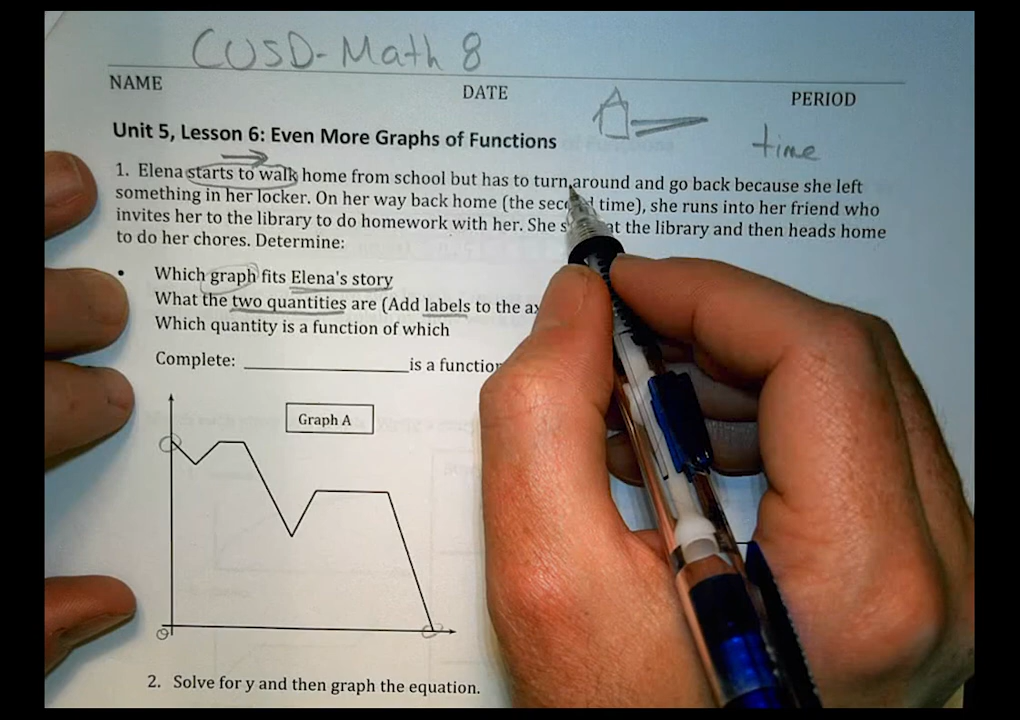 CUSD-Math 8
NAME DATE PERIOD
time
Unit 5, Lesson 6: Even More Graphs of Functions
1. Elena starts to walk home from school but has to turn around and go back because she left
something in her locker. On her way back home (the second time), she runs into her friend who
invites her to the library to do homework with her. She at the library and then heads home
to do her chores. Determine:
• Which graph fits Elena's story
What the two quantities are (Add labels to the
Which quantity is a function of which
Complete: ________________ is a function
Graph A
2. Solve for y and then graph the equation.